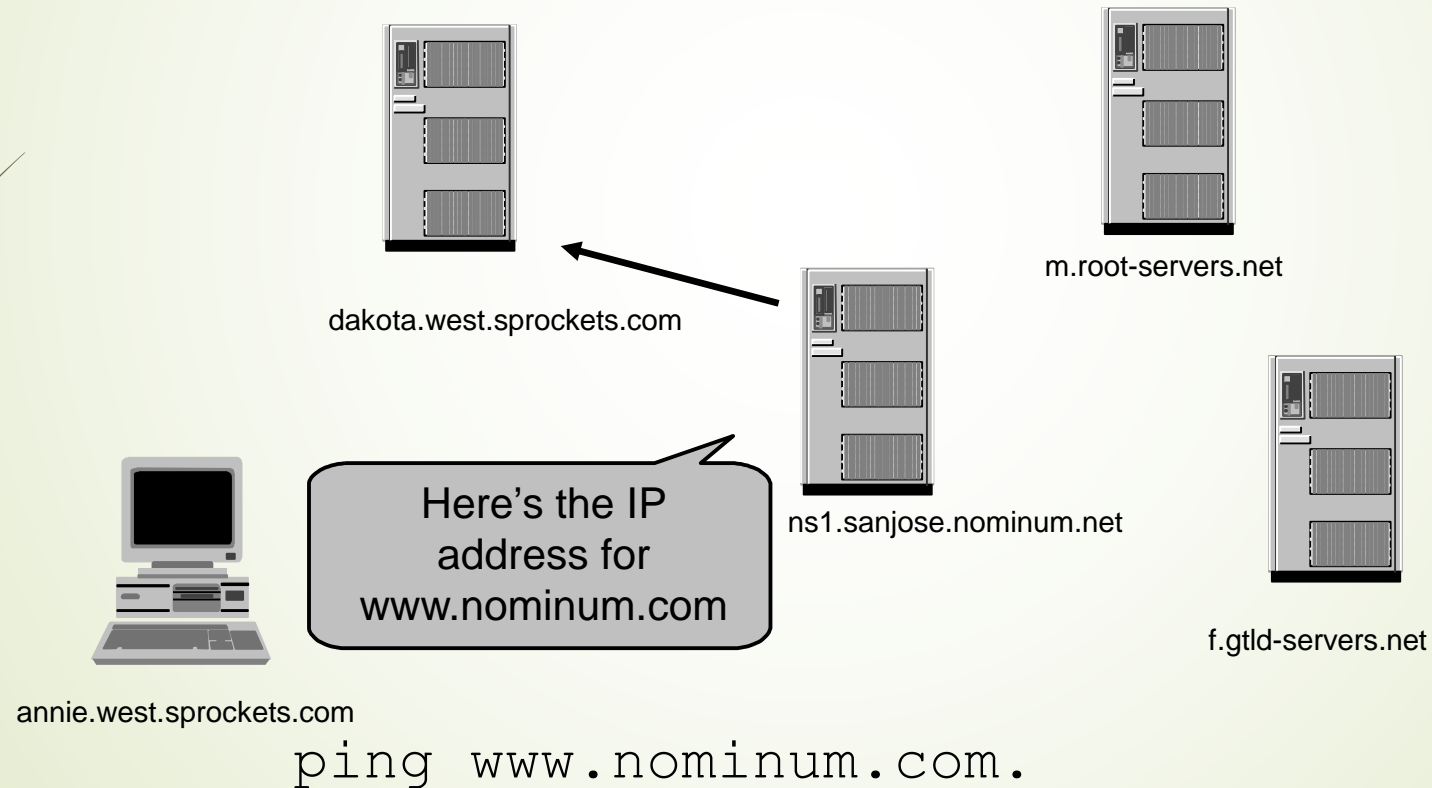 m.root-servers.net
dakota.west.sprockets.com
Here’s the IP
address for
www.nominum.com
ns1.sanjose.nominum.net
f.gtld-servers.net
annie.west.sprockets.com
ping www.nominum.com.